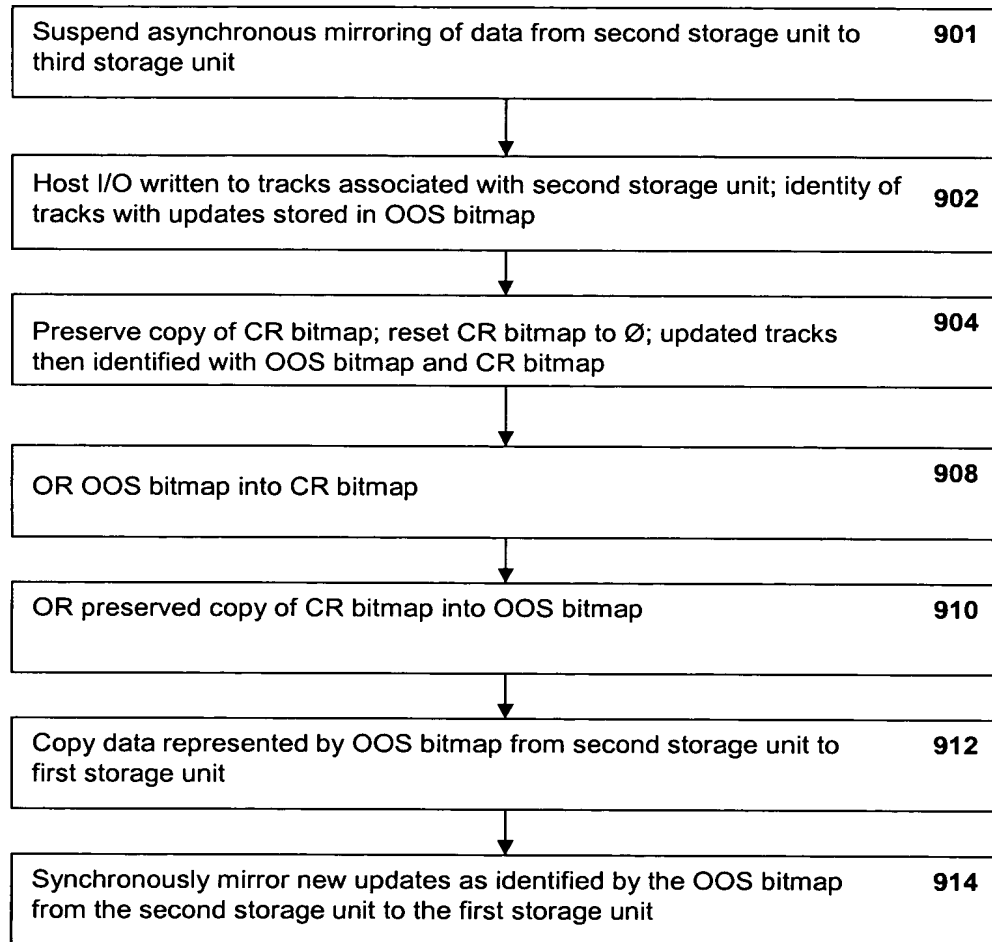 Suspend asynchronous mirroring of data from second storage unit to 901
third storage unit
Host I/O written to tracks associated with second storage unit; identity of 902
tracks with updates stored in OOS bitmap
Preserve copy of CR bitmap; reset CR bitmap to Ø; updated tracks 904
then identified with OOS bitmap and CR bitmap
OR OOS bitmap into CR bitmap 908
OR preserved copy of CR bitmap into OOS bitmap 910
Copy data represented by OOS bitmap from second storage unit to 912
first storage unit
Synchronously mirror new updates as identified by the OOS bitmap 914
from the second storage unit to the first storage unit